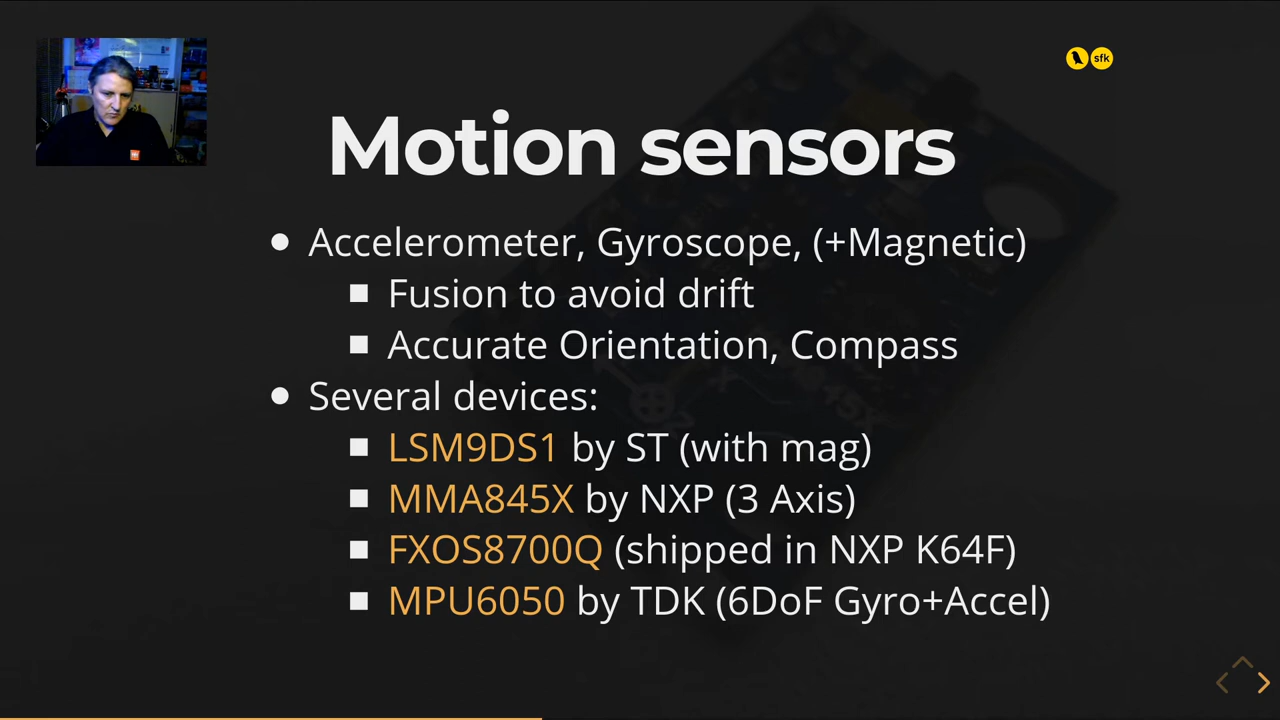 sfk
Motion sensors
Accelerometer, Gyroscope, (+Magnetic)
Fusion to avoid drift
Accurate Orientation, Compass
Several devices:
LSM9DS1 by ST (with mag)
MMA845X by NXP (3 Axis)
FXOS8700Q (shipped in NXP K64F)
MPU6050 by TDK (6DoF Gyro+Accel)